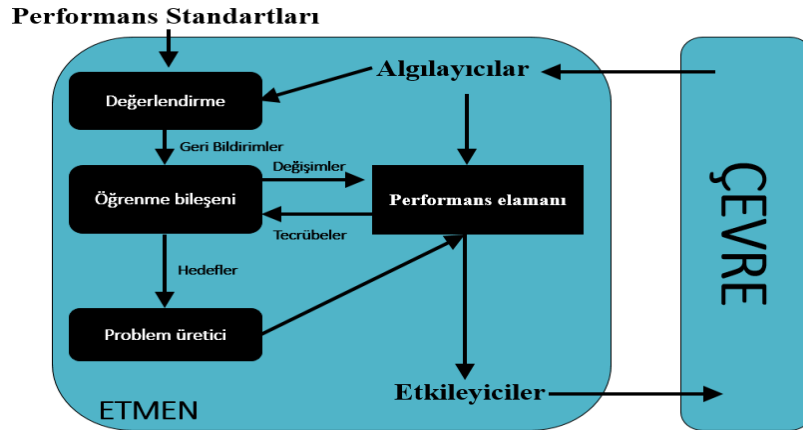 Performans Standartları
Algılayıcılar
Değerlendirme
Geri Bildirimler
Değişimler
Öğrenme bileşeni
Performans elamanı
Tecrübeler
Hedefler
Problem üretici
Etkileyiciler
ETMEN
ÇEVRE